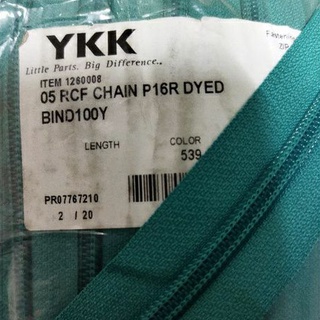 YKK
Little Parts. Big Difference.™
ITEM 1260008
05 RCF CHAIN P16R DYED
BIND100Y
LENGTH COLOR
539
PR07767210
2 / 20